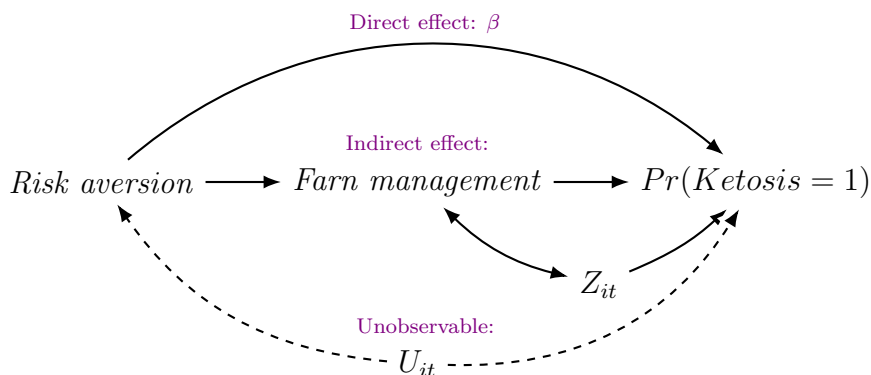 Direct effect: β
Indirect effect:
Risk aversion Farn management Pr(Ketosis = 1)
Z_it
Unobservable:
U_it